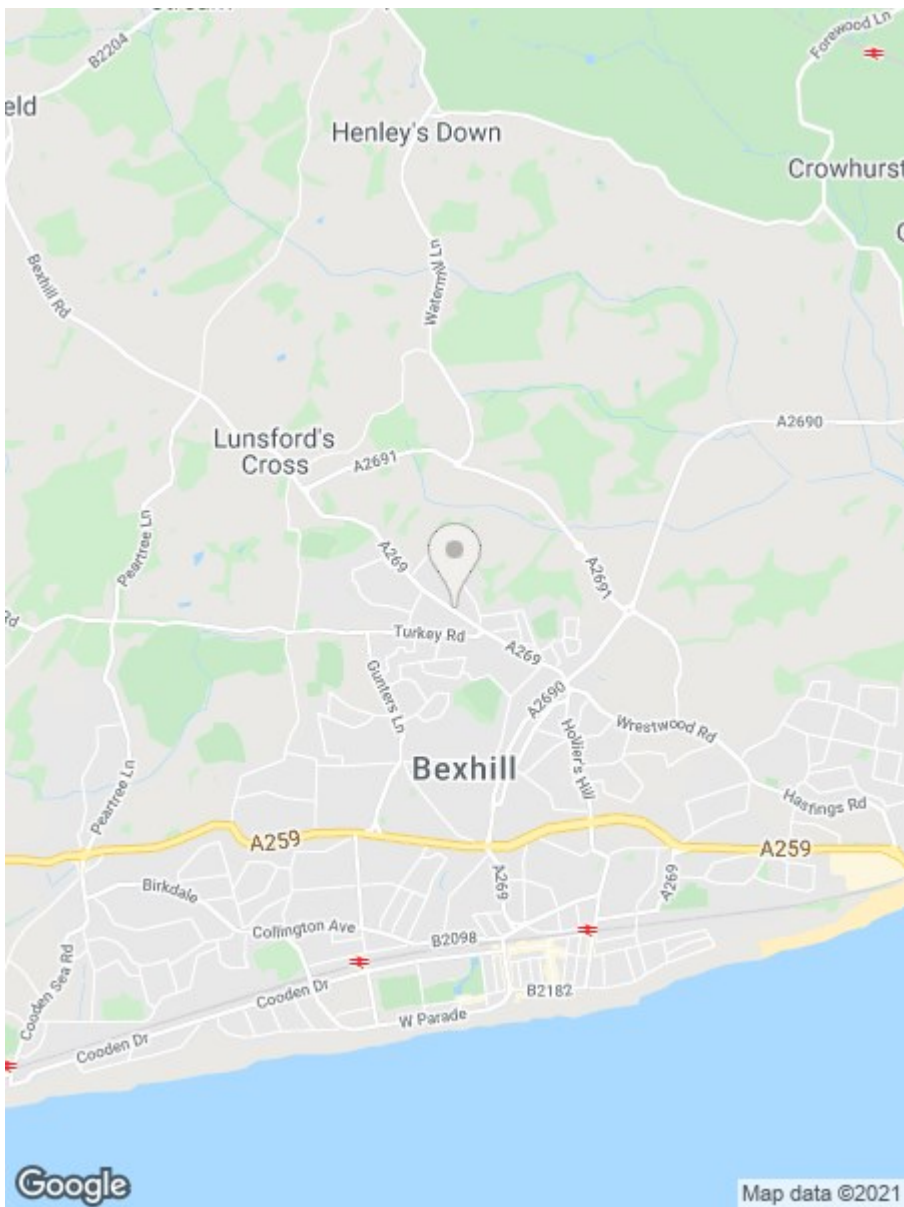 B2204
Forewood Ln
eld
Henley's Down
Crowhurst
Bexhill Rd
Watermill Ln
A2690
Lunsford's
Cross
A2691
Peartree Ln
A269
A2691
Rd
Turkey Rd
A269
Gunters Ln
A2690
Hollier's Hill
Wrestwood Rd
Bexhill
Peartree Ln
Hastings Rd
A259
A259
Birkdale
A269
A269
Collington Ave
B2098
Cooden Sea Rd
Cooden Dr
B2182
W Parade
Cooden Dr
Google
Map data ©2021